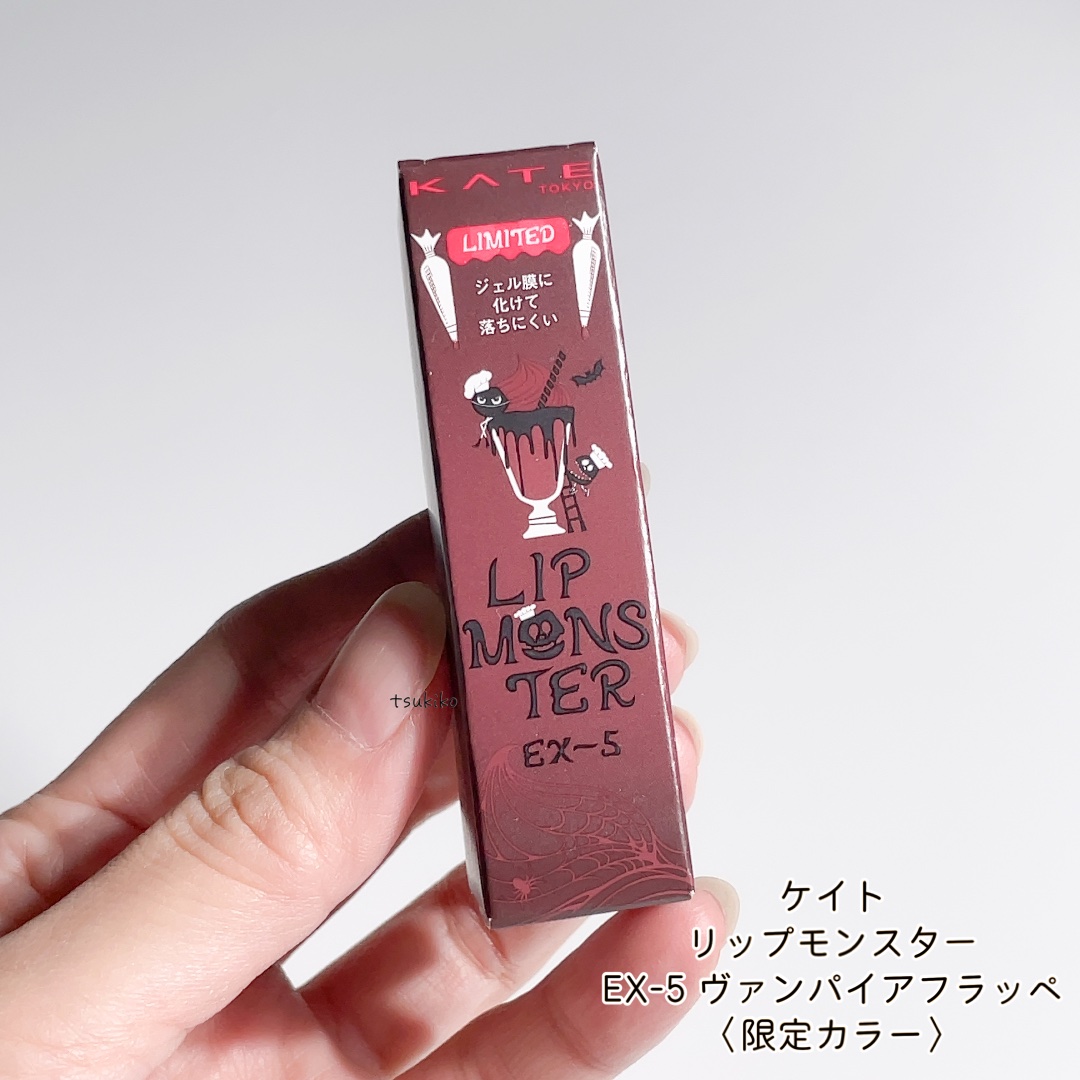 KATE
TOKYO
LIMITED
ジェル膜に
化けて
落ちにくい
LIP
MONS
TER
EX-5
tsukiko
ケイト
リップモンスター
EX-5 ヴァンパイアフラッペ
〈限定カラー〉